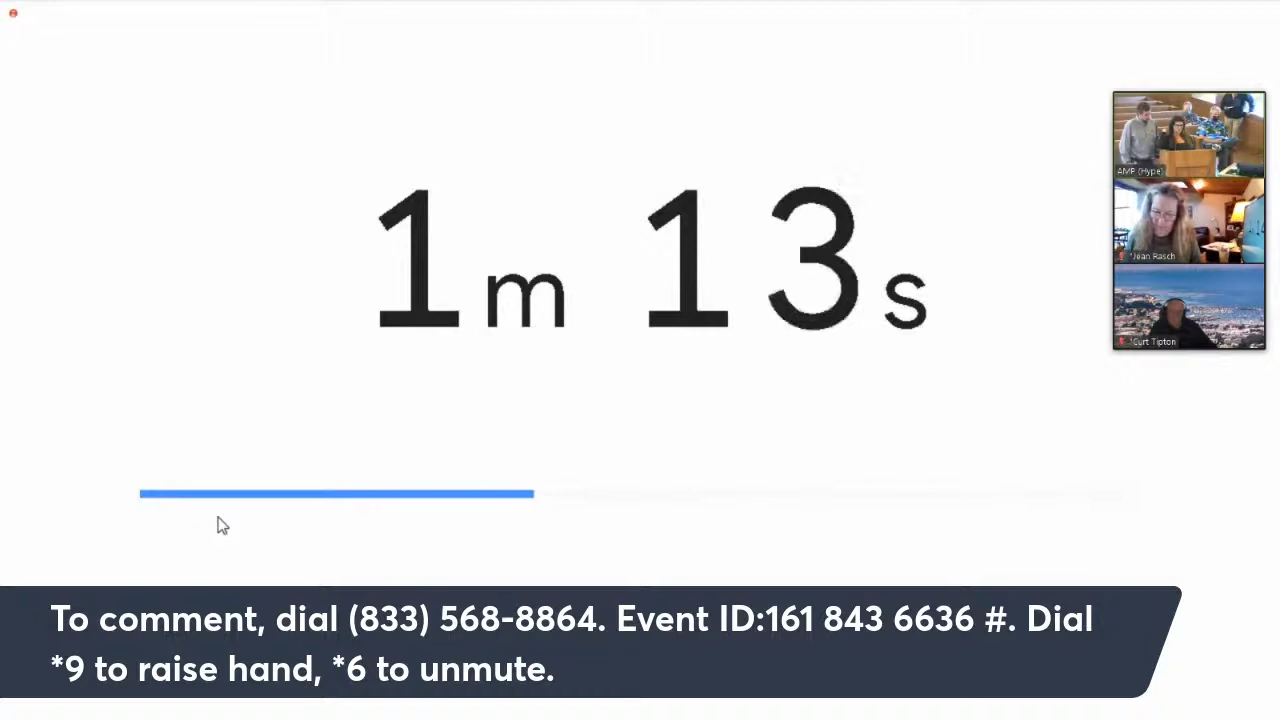 1m 13s
AMP (Hype)
*Jean Rasch
*Curt Tipton
To comment, dial (833) 568-8864. Event ID:161 843 6636 #. Dial
*9 to raise hand, *6 to unmute.